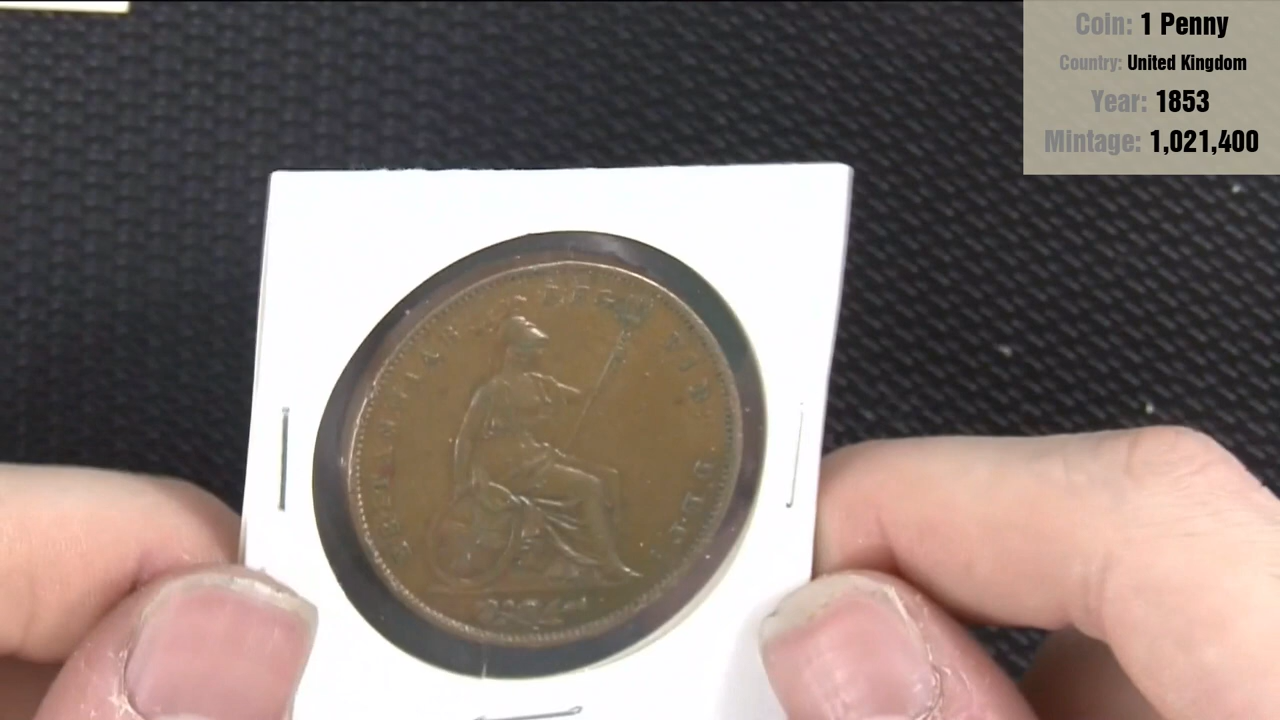 Coin: 1 Penny
Country: United Kingdom
Year: 1853
Mintage: 1,021,400